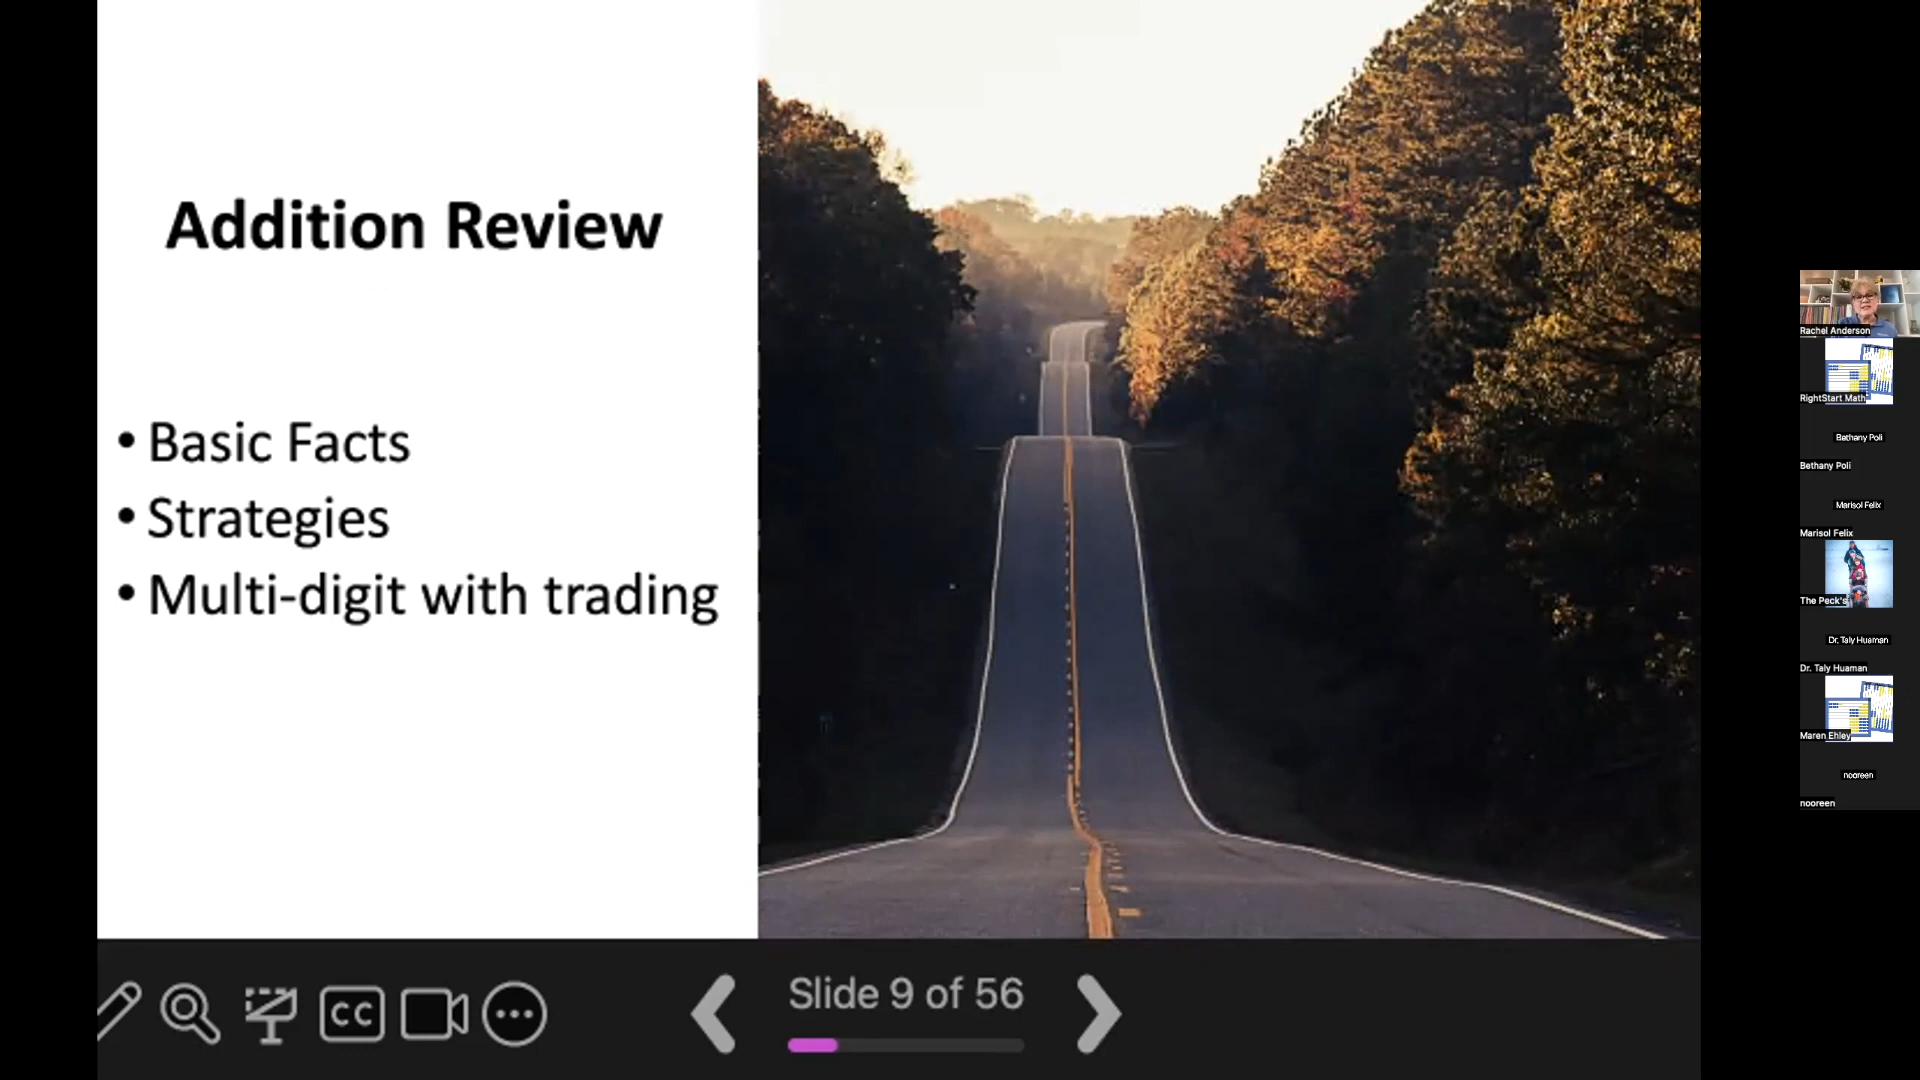 Addition Review
• Basic Facts
• Strategies
• Multi-digit with trading
CC
Slide 9 of 56
Rachel Anderson
RightStart Math
Bethany Poli
Bethany Poli
Marisol Felix
Marisol Felix
The Peck's
Dr. Taly Huaman
Dr. Taly Huaman
Maren Ehley
nooreen
nooreen